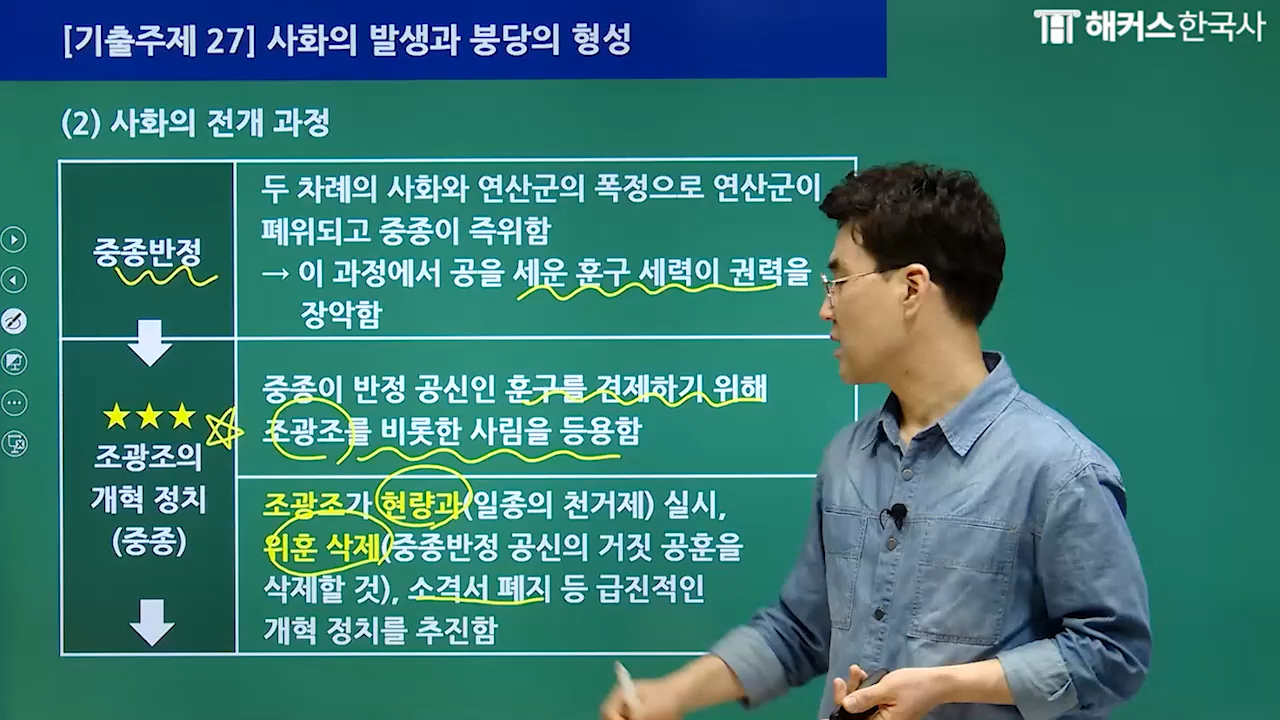 [기출주제 27] 사화의 발생과 붕당의 형성
해커스한국사
(2) 사화의 전개 과정
중종반정
두 차례의 사화와 연산군의 폭정으로 연산군이
폐위되고 중종이 즉위함
→ 이 과정에서 공을 세운 훈구 세력이 권력을
장악함
★★★
조광조의
개혁 정치
(중종)
중종이 반정 공신인 훈구를 견제하기 위해
조광조를 비롯한 사림을 등용함
조광조가 현량과(일종의 천거제) 실시,
위훈 삭제(중종반정 공신의 거짓 공훈을
삭제할 것), 소격서 폐지 등 급진적인
개혁 정치를 추진함